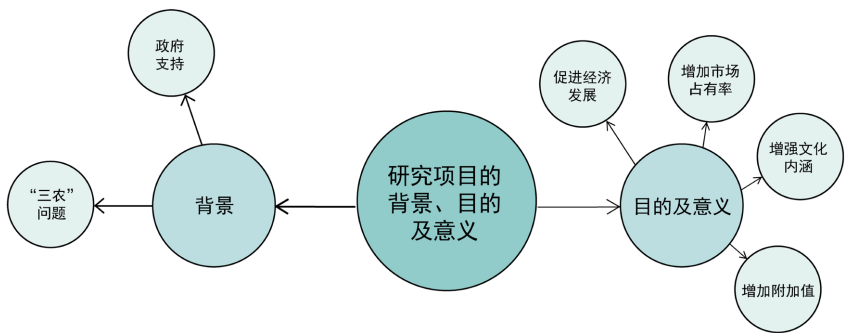 政府
支持
“三农”
问题
背景
研究项目的
背景、目的
及意义
目的及意义
促进经济
发展
增加市场
占有率
增强文化
内涵
增加附加值